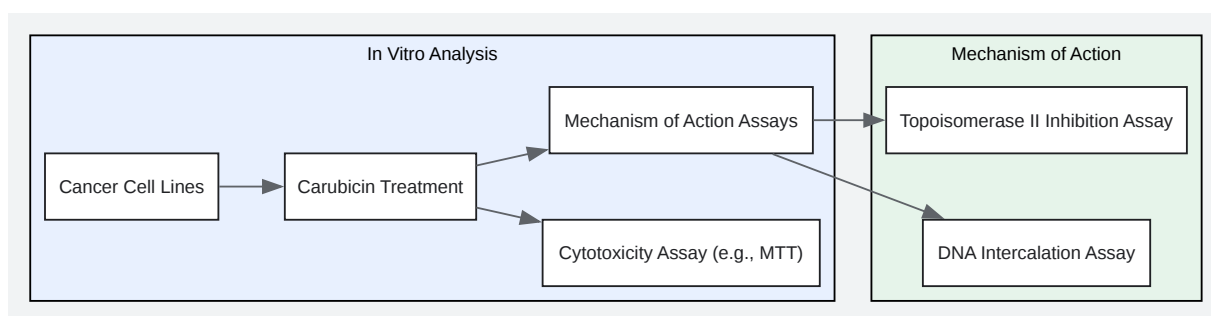 In Vitro Analysis
Cancer Cell Lines
Carubicin Treatment
Mechanism of Action Assays
Cytotoxicity Assay (e.g., MTT)
Mechanism of Action
Topoisomerase II Inhibition Assay
DNA Intercalation Assay